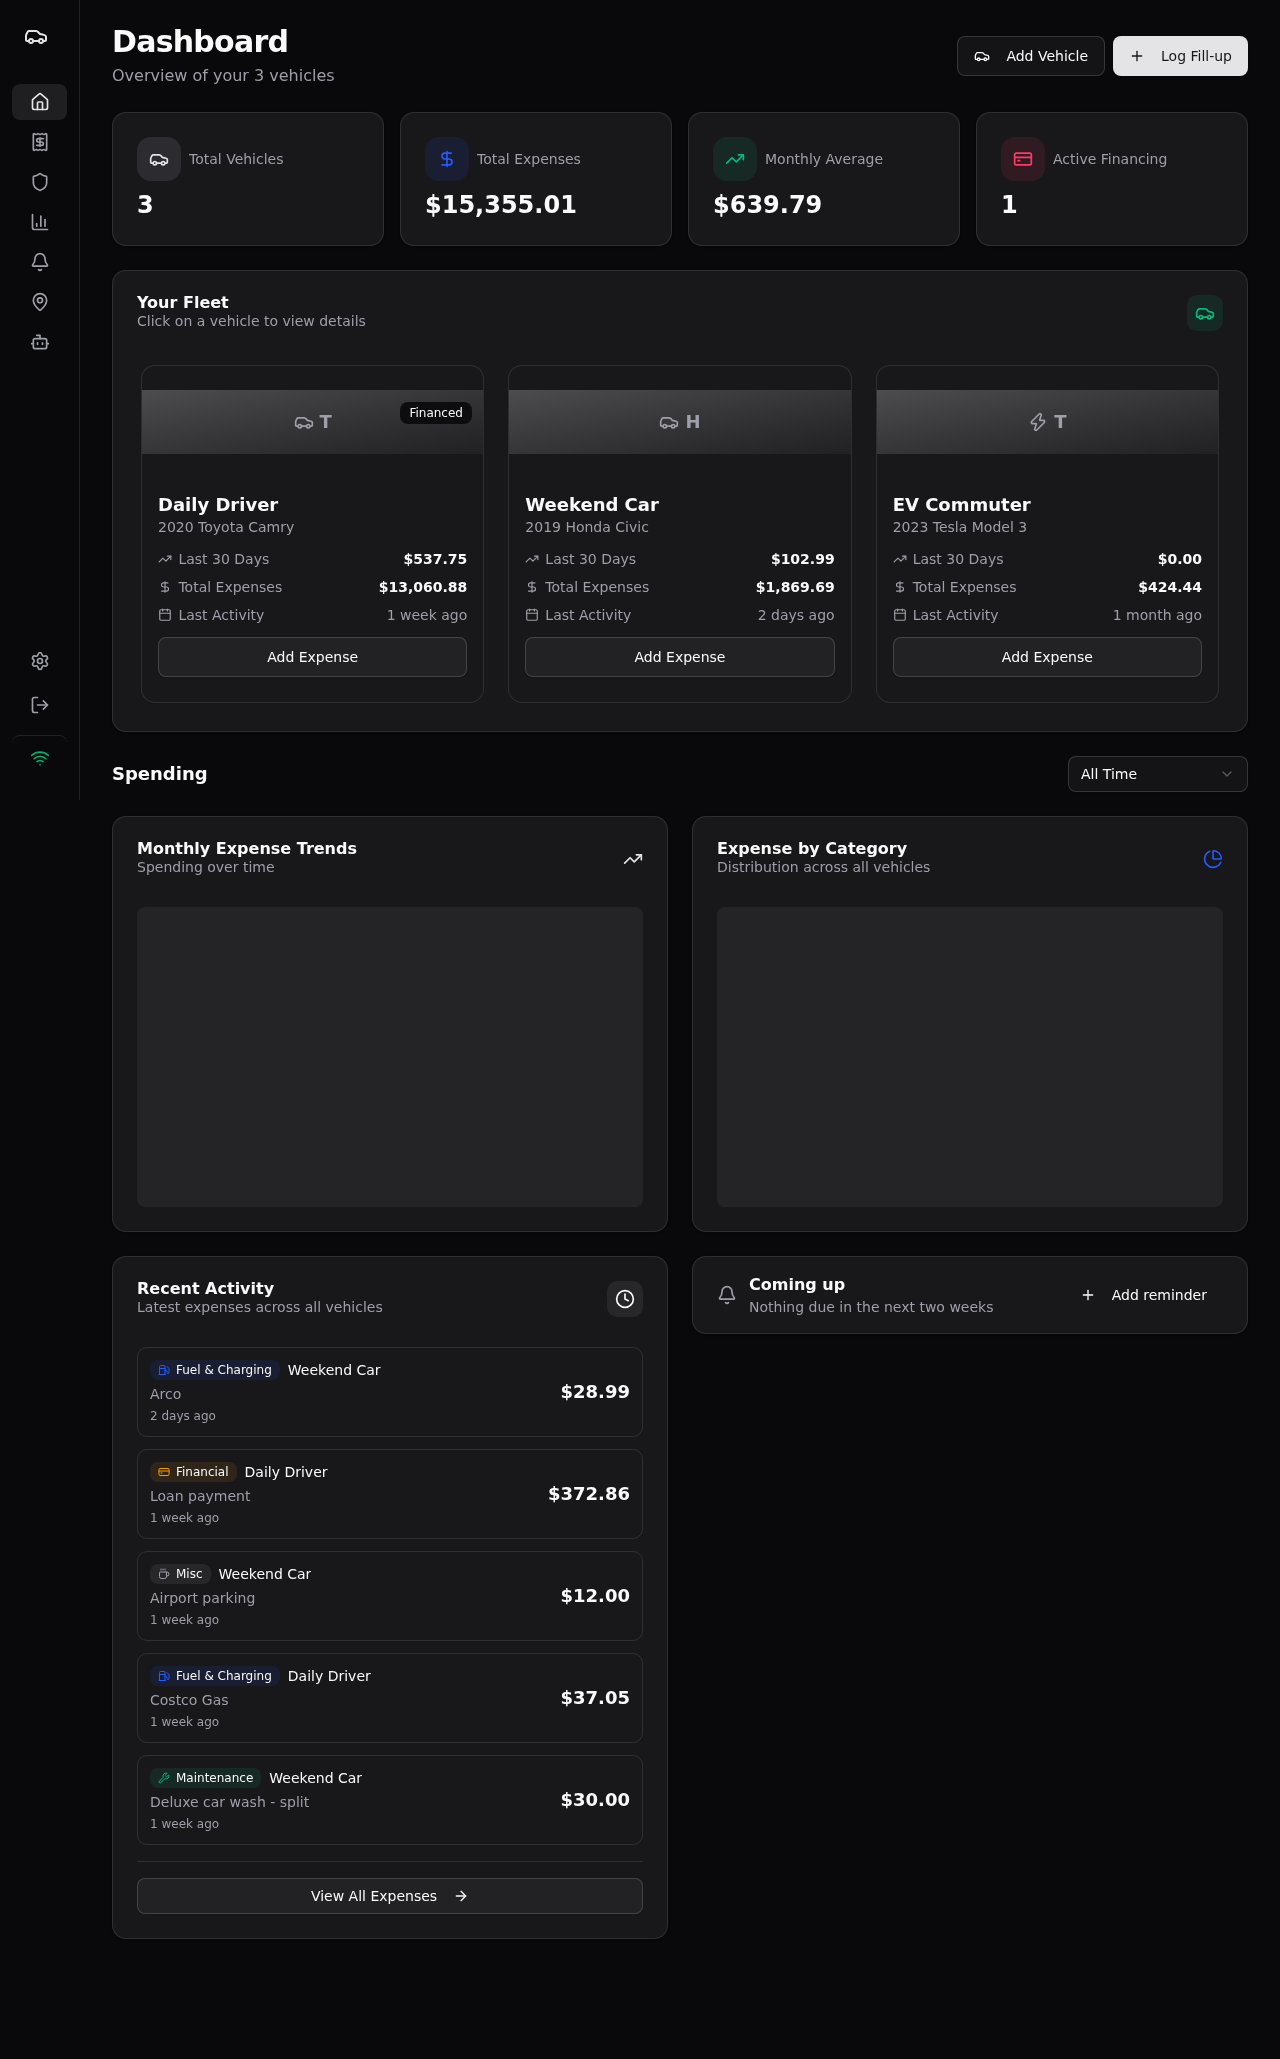 Dashboard
Overview of your 3 vehicles
Add Vehicle
Log Fill-up
Total Vehicles
3
Total Expenses
$15,355.01
Monthly Average
$639.79
Active Financing
1
Your Fleet
Click on a vehicle to view details
T
Financed
Daily Driver
2020 Toyota Camry
Last 30 Days $537.75
Total Expenses $13,060.88
Last Activity 1 week ago
Add Expense
H
Weekend Car
2019 Honda Civic
Last 30 Days $102.99
Total Expenses $1,869.69
Last Activity 2 days ago
Add Expense
T
EV Commuter
2023 Tesla Model 3
Last 30 Days $0.00
Total Expenses $424.44
Last Activity 1 month ago
Add Expense
Spending
All Time
Monthly Expense Trends
Spending over time
Expense by Category
Distribution across all vehicles
Recent Activity
Latest expenses across all vehicles
Fuel & Charging Weekend Car
Arco
2 days ago
$28.99
Financial Daily Driver
Loan payment
1 week ago
$372.86
Misc Weekend Car
Airport parking
1 week ago
$12.00
Fuel & Charging Daily Driver
Costco Gas
1 week ago
$37.05
Maintenance Weekend Car
Deluxe car wash - split
1 week ago
$30.00
View All Expenses
Coming up
Nothing due in the next two weeks
Add reminder